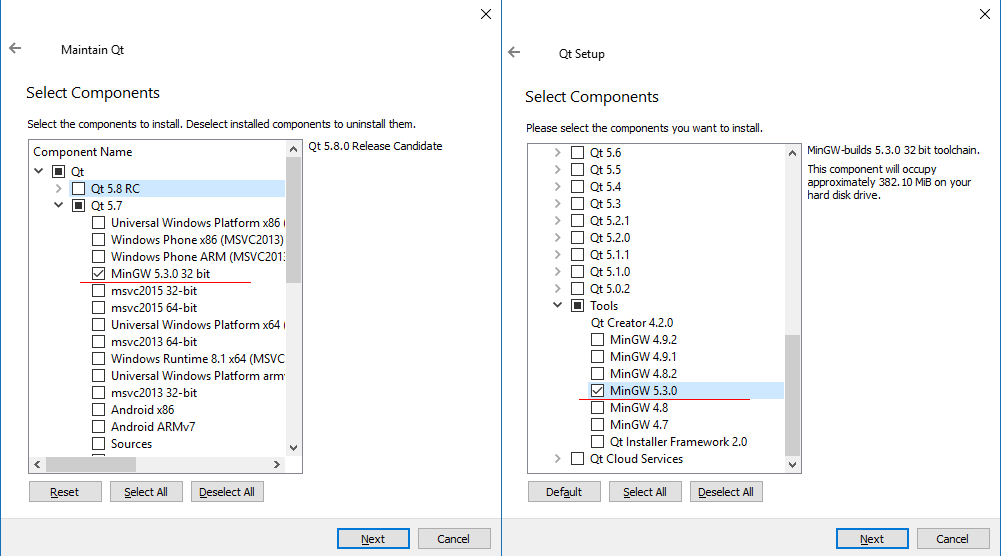 Maintain Qt
Select Components
Select the components to install. Deselect installed components to uninstall them.
Component Name
Qt
Qt 5.8 RC
Qt 5.7
Universal Windows Platform x86 (
Windows Phone x86 (MSVC2013)
Windows Phone ARM (MSVC201
MinGW 5.3.0 32 bit
msvc2015 32-bit
msvc2015 64-bit
Universal Windows Platform x64 (
msvc2013 64-bit
Windows Runtime 8.1 x64 (MSVC
Universal Windows Platform arm
msvc2013 32-bit
Android x86
Android ARMv7
Sources
Qt 5.8.0 Release Candidate
Reset
Select All
Deselect All
Next
Cancel
Qt Setup
Select Components
Please select the components you want to install.
Qt 5.6
Qt 5.5
Qt 5.4
Qt 5.3
Qt 5.2.1
Qt 5.2.0
Qt 5.1.1
Qt 5.1.0
Qt 5.0.2
Tools
Qt Creator 4.2.0
MinGW 4.9.2
MinGW 4.9.1
MinGW 4.8.2
MinGW 5.3.0
MinGW 4.8
MinGW 4.7
Qt Installer Framework 2.0
Qt Cloud Services
MinGW-builds 5.3.0 32 bit toolchain.
This component will occupy
approximately 382.10 MiB on your
hard disk drive.
Default
Select All
Deselect All
Next
Cancel